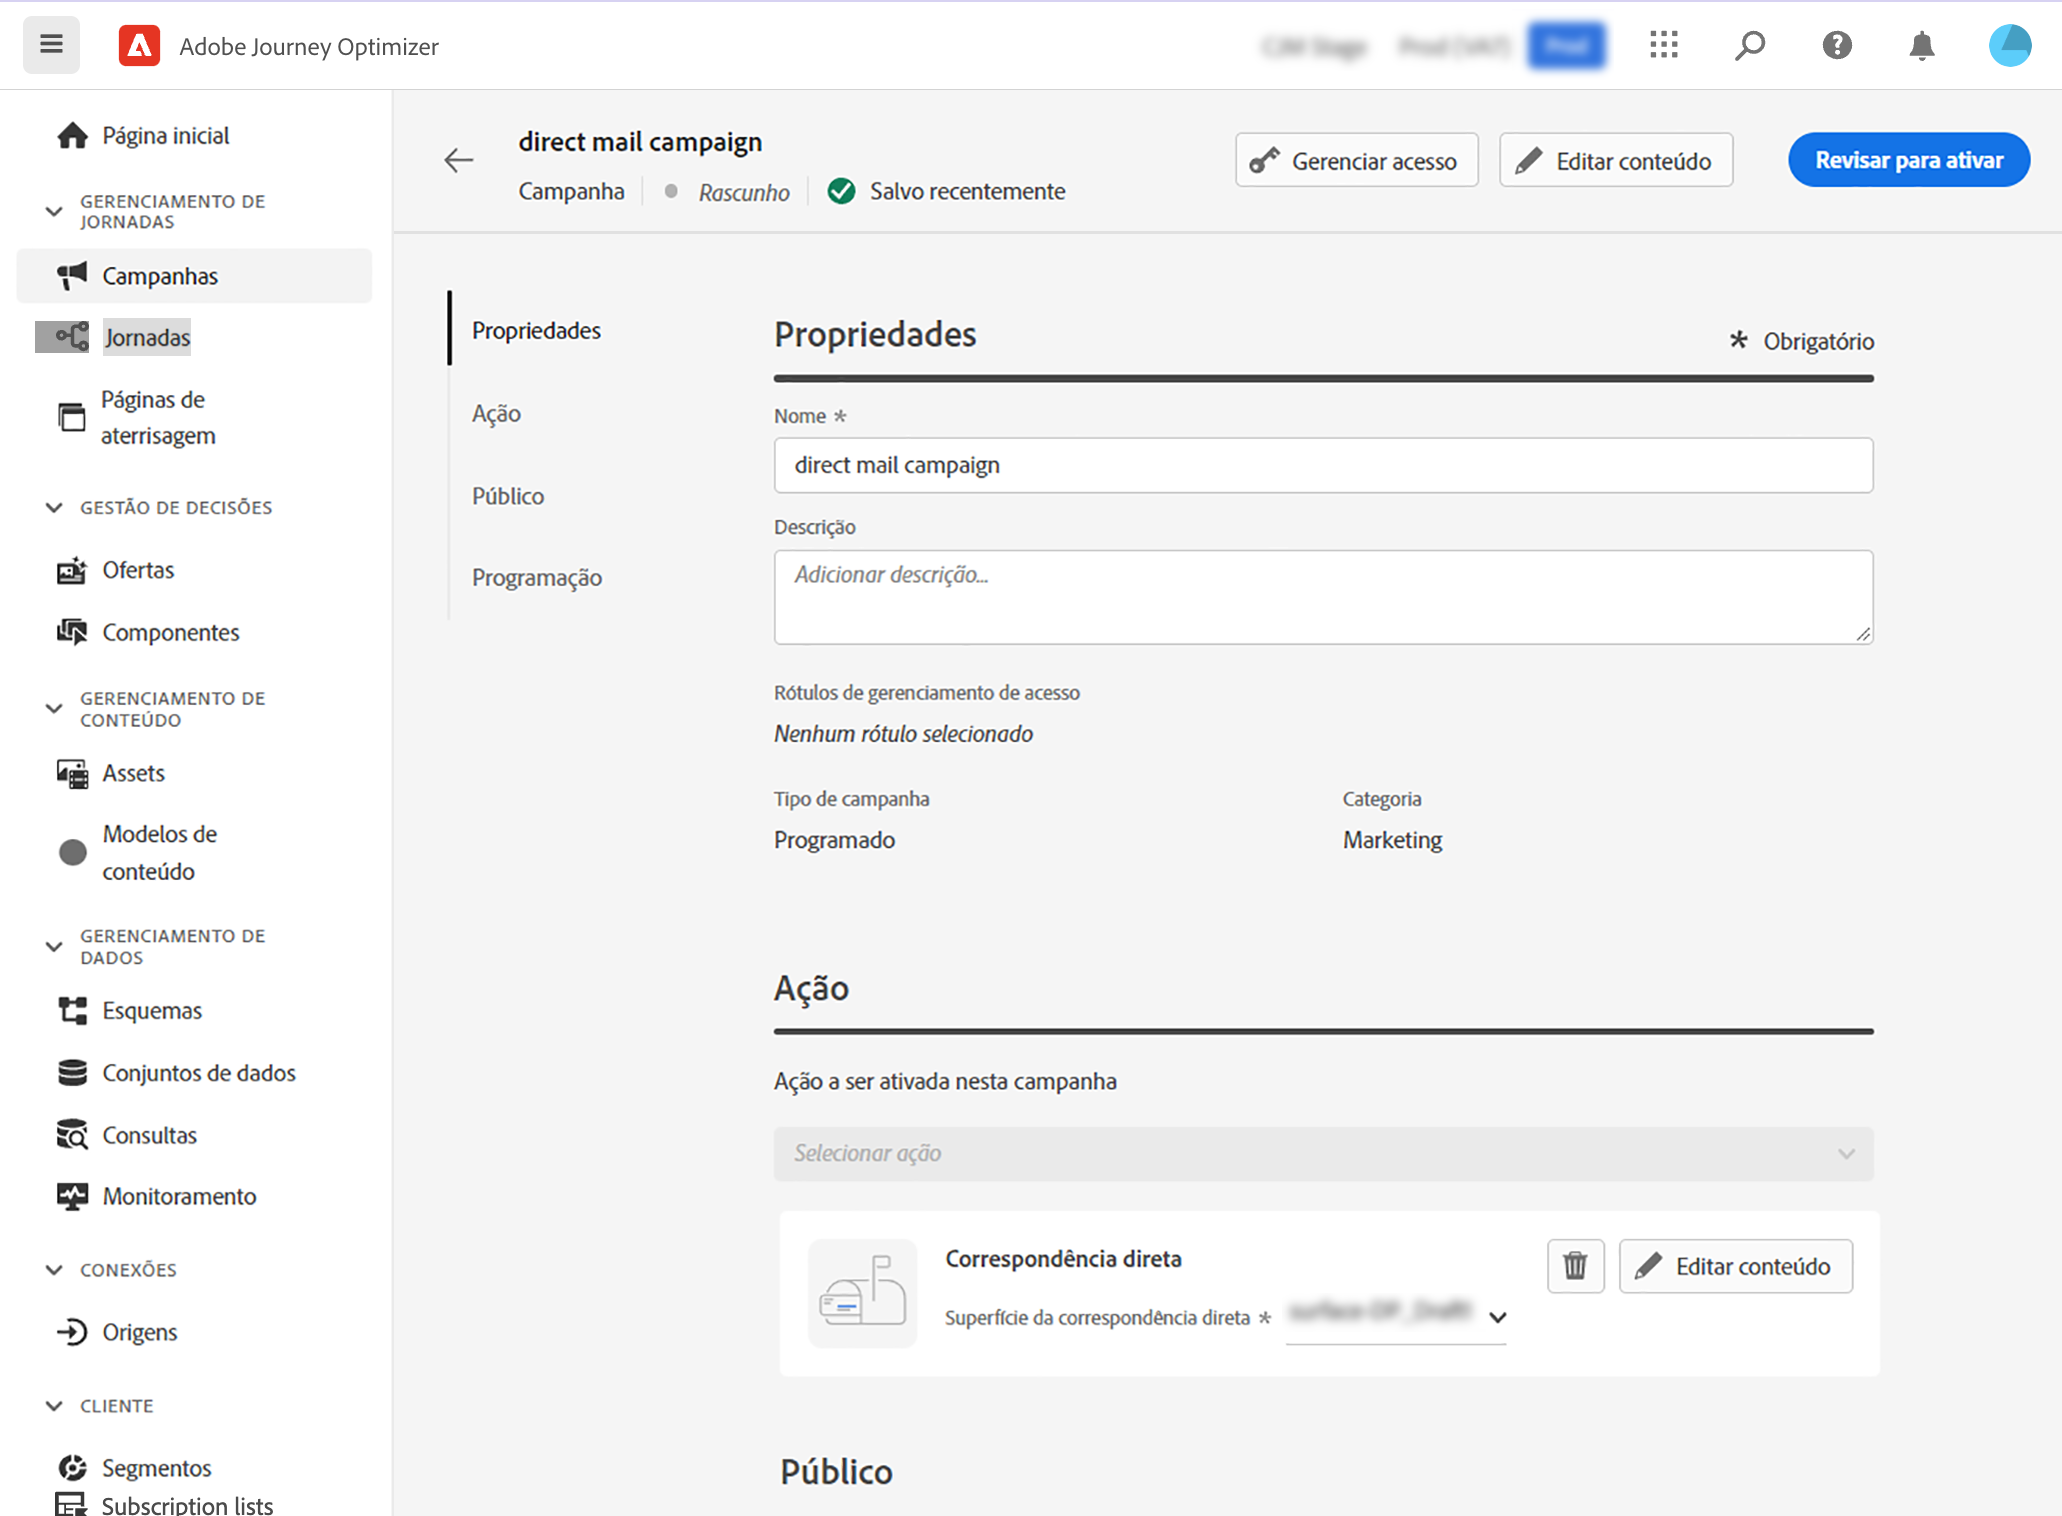 Adobe Journey Optimizer
Página inicial
GERENCIAMENTO DE
JORNADAS
Campanhas
Jornadas
Páginas de
aterrisagem
GESTÃO DE DECISÕES
Ofertas
Componentes
GERENCIAMENTO DE
CONTEÚDO
Assets
Modelos de
conteúdo
GERENCIAMENTO DE
DADOS
Esquemas
Conjuntos de dados
Consultas
Monitoramento
CONEXÕES
Origens
CLIENTE
Segmentos
Subscription lists
direct mail campaign
Campanha Rascunho Salvo recentemente
Gerenciar acesso
Editar conteúdo
Revisar para ativar
Propriedades
Ação
Público
Programação
Propriedades
* Obrigatório
Nome *
direct mail campaign
Descrição
Adicionar descrição...
Rótulos de gerenciamento de acesso
Nenhum rótulo selecionado
Tipo de campanha
Programado
Categoria
Marketing
Ação
Ação a ser ativada nesta campanha
Selecionar ação
Correspondência direta
Superfície da correspondência direta *
Editar conteúdo
Público